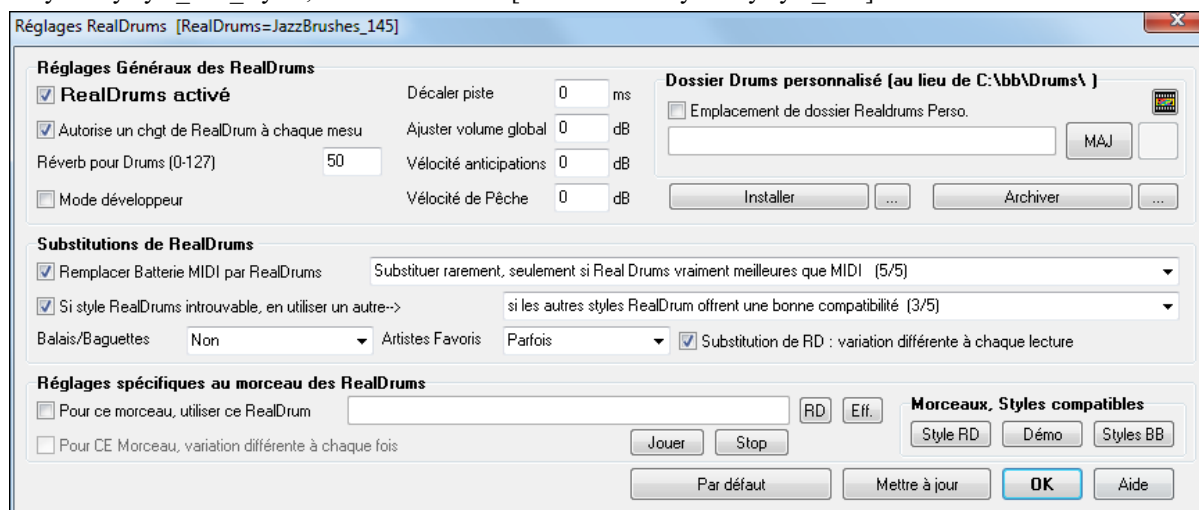 Réglages RealDrums [RealDrums=JazzBrushes_145]
Réglages Généraux des RealDrums
RealDrums activé
Autorise un chgt de RealDrum à chaque mesu
Réverb pour Drums (0-127) 50
Mode développeur
Décaler piste 0 ms
Ajuster volume global 0 dB
Vélocité anticipations 0 dB
Vélocité de Pêche 0 dB
Dossier Drums personnalisé (au lieu de C:\bb\Drums\ )
Emplacement de dossier Realdrums Perso.
MAJ
Installer ... Archiver ...
Substitutions de RealDrums
Remplacer Batterie MIDI par RealDrums Substituer rarement, seulement si Real Drums vraiment meilleures que MIDI (5/5)
Si style RealDrums introuvable, en utiliser un autre--> si les autres styles RealDrum offrent une bonne compatibilité (3/5)
Balais/Baguettes Non Artistes Favoris Parfois Substitution de RD : variation différente à chaque lecture
Réglages spécifiques au morceau des RealDrums
Pour ce morceau, utiliser ce RealDrum RD Eff.
Pour CE Morceau, variation différente à chaque fois Jouer Stop
Morceaux, Styles compatibles
Style RD Démo Styles BB
Par défaut Mettre à jour OK Aide